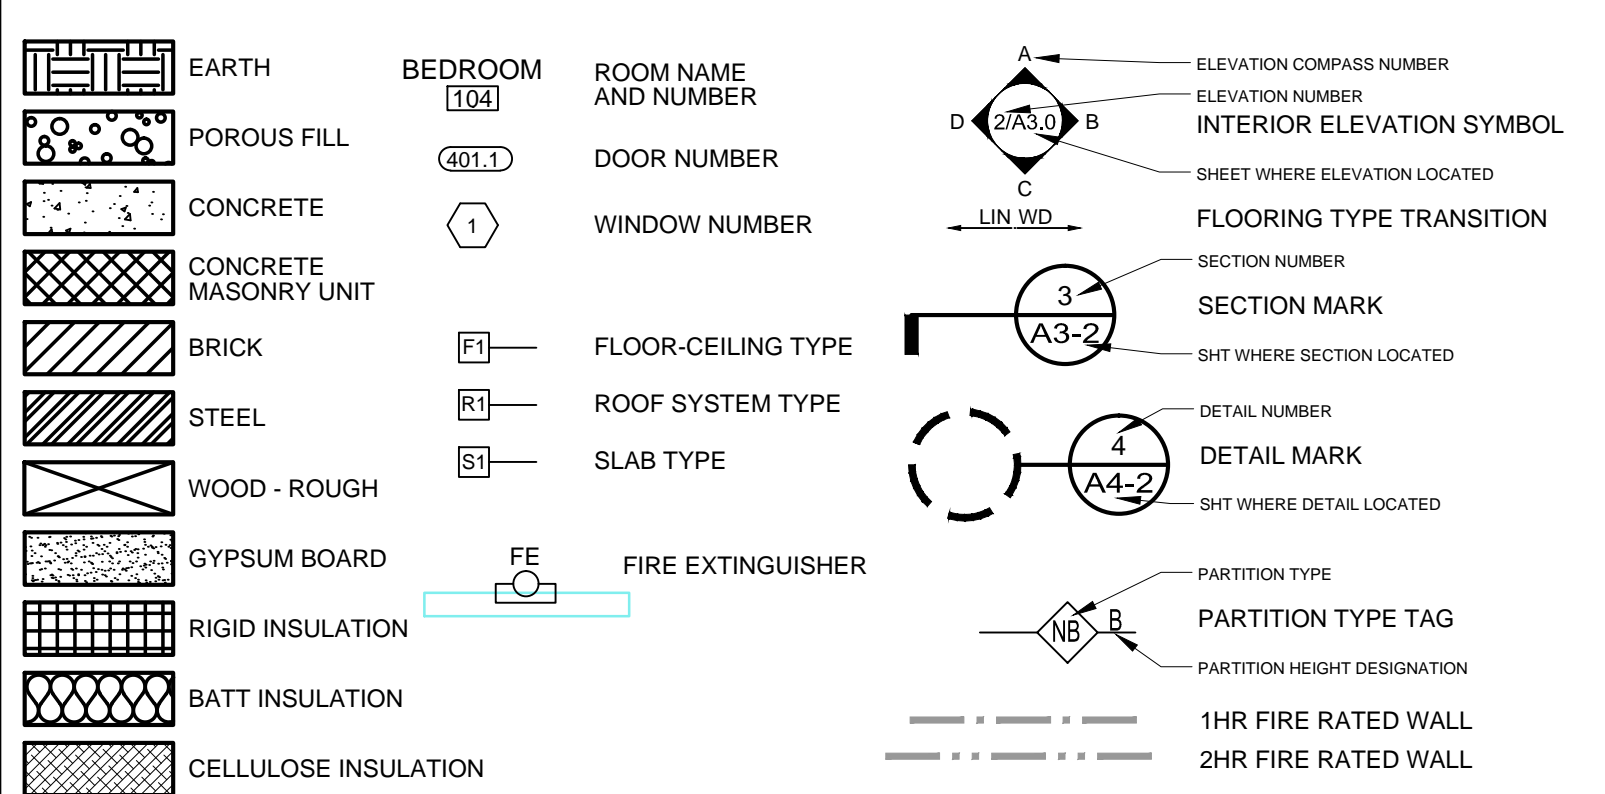 EARTH
POROUS FILL
CONCRETE
CONCRETE
MASONRY UNIT
BRICK
STEEL
WOOD - ROUGH
GYPSUM BOARD
RIGID INSULATION
BATT INSULATION
CELLULOSE INSULATION
BEDROOM
104
ROOM NAME
AND NUMBER
401.1
DOOR NUMBER
1
WINDOW NUMBER
F1
FLOOR-CEILING TYPE
R1
ROOF SYSTEM TYPE
S1
SLAB TYPE
FE
FIRE EXTINGUISHER
A
ELEVATION COMPASS NUMBER
ELEVATION NUMBER
D 2/A3.0 B
INTERIOR ELEVATION SYMBOL
SHEET WHERE ELEVATION LOCATED
C
LIN WD
FLOORING TYPE TRANSITION
SECTION NUMBER
3
SECTION MARK
A3-2
SHT WHERE SECTION LOCATED
DETAIL NUMBER
4
DETAIL MARK
A4-2
SHT WHERE DETAIL LOCATED
PARTITION TYPE
NB B
PARTITION TYPE TAG
PARTITION HEIGHT DESIGNATION
1HR FIRE RATED WALL
2HR FIRE RATED WALL